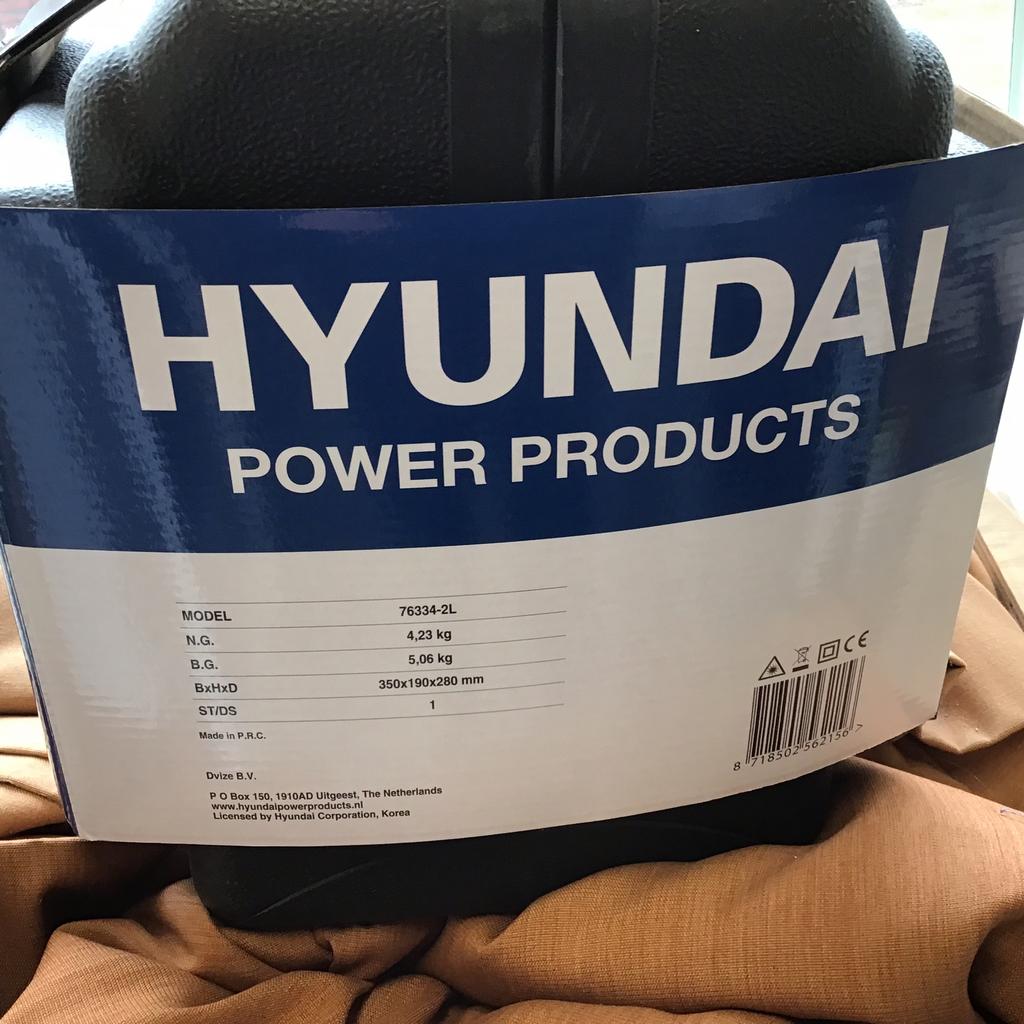 HYUNDAI
POWER PRODUCTS
MODEL 76334-2L
N.G. 4,23 kg
B.G. 5,06 kg
BxHxD 350x190x280 mm
ST/DS 1
Made in P.R.C.
Dvize B.V.
P O Box 150, 1910AD Uitgeest, The Netherlands
www.hyundaipowerproducts.nl
Licensed by Hyundai Corporation, Korea
CE
8 718502 562156 >